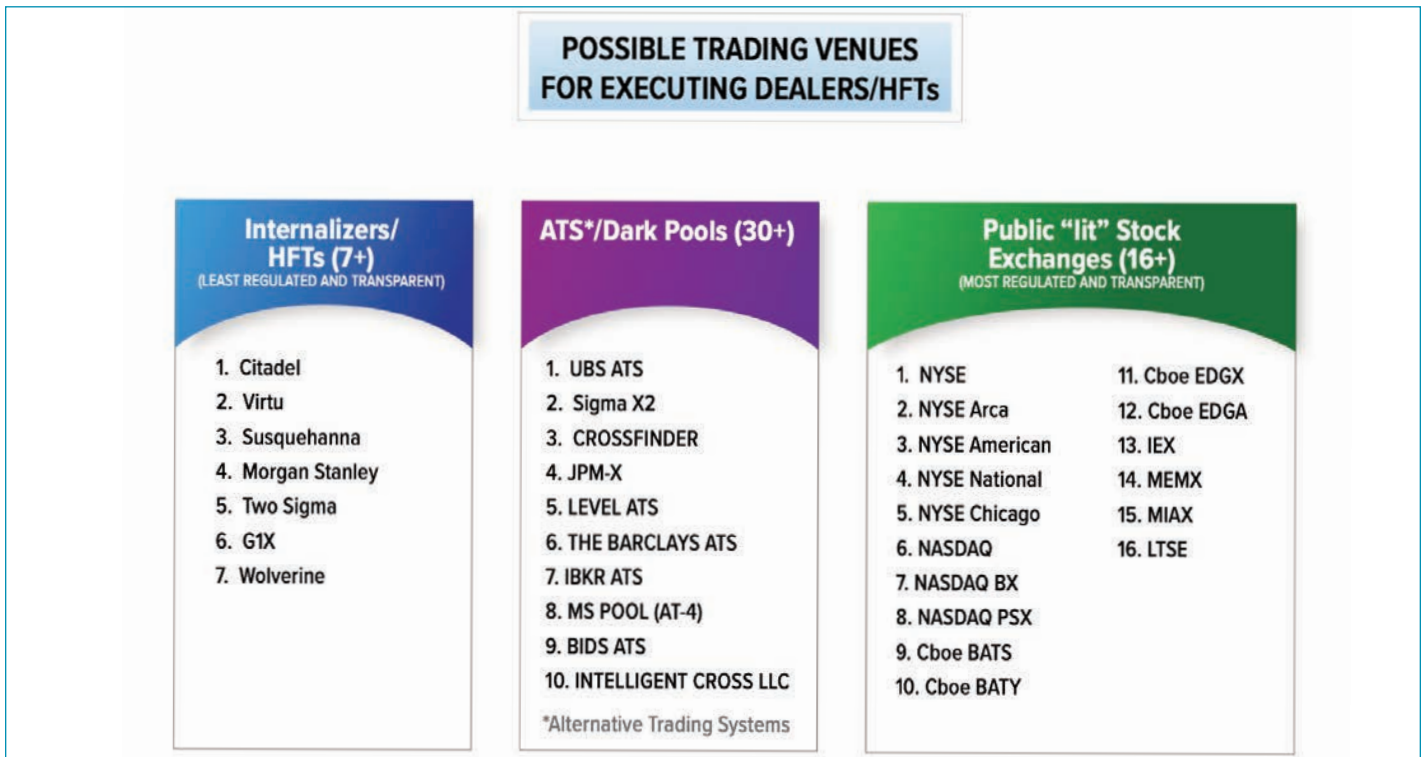 POSSIBLE TRADING VENUES
FOR EXECUTING DEALERS/HFTs
Internalizers/
HFTs (7+)
(LEAST REGULATED AND TRANSPARENT)
1. Citadel
2. Virtu
3. Susquehanna
4. Morgan Stanley
5. Two Sigma
6. G1X
7. Wolverine
ATS*/Dark Pools (30+)
1. UBS ATS
2. Sigma X2
3. CROSSFINDER
4. JPM-X
5. LEVEL ATS
6. THE BARCLAYS ATS
7. IBKR ATS
8. MS POOL (AT-4)
9. BIDS ATS
10. INTELLIGENT CROSS LLC
*Alternative Trading Systems
Public “lit” Stock
Exchanges (16+)
(MOST REGULATED AND TRANSPARENT)
1. NYSE
2. NYSE Arca
3. NYSE American
4. NYSE National
5. NYSE Chicago
6. NASDAQ
7. NASDAQ BX
8. NASDAQ PSX
9. Cboe BATS
10. Cboe BATY
11. Cboe EDGX
12. Cboe EDGA
13. IEX
14. MEMX
15. MIAX
16. LTSE